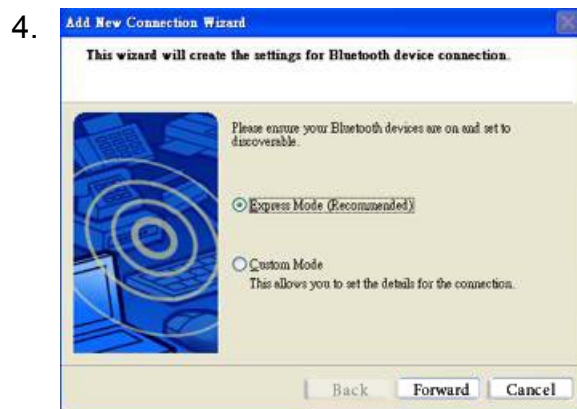 4.
Add New Connection Wizard
This wizard will create the settings for Bluetooth device connection.
Please ensure your Bluetooth devices are on and set to
discoverable.
Express Mode (Recommended)
Custom Mode
This allows you to set the details for the connection.
Back Forward Cancel